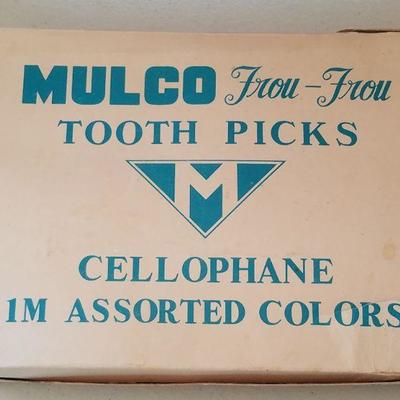 MULCO Frou-Frou
TOOTH PICKS
M
CELLOPHANE
1M ASSORTED COLORS